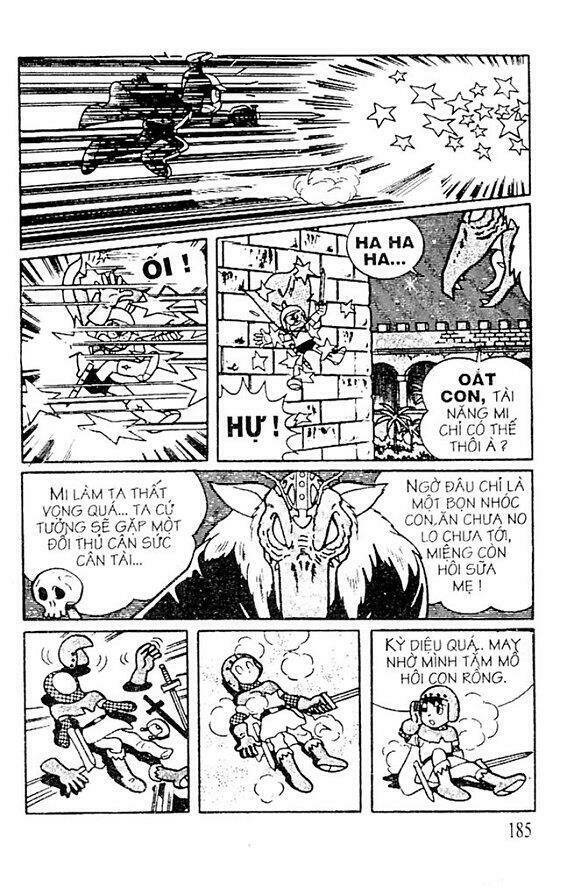 ỐI !
HỰ !
HA HA
HA...
OẮT
CON, TÀI
NĂNG MI
CHỈ CÓ THẾ
THÔI À ?
MI LÀM TA THẤT
VỌNG QUÁ... TA CỨ
TƯỞNG SẼ GẶP MỘT
ĐỐI THỦ CÂN SỨC
CÂN TÀI...
NGỜ ĐÂU CHỈ LÀ
MỘT BỌN NHÓC
CON.ĂN CHƯA NO
LO CHƯA TỚI,
MIỆNG CÒN
HÔI SỮA
MẸ !
KỲ DIỆU QUÁ.. MAY
NHỜ MÌNH TẮM MỒ
HÔI CON RỒNG.
185